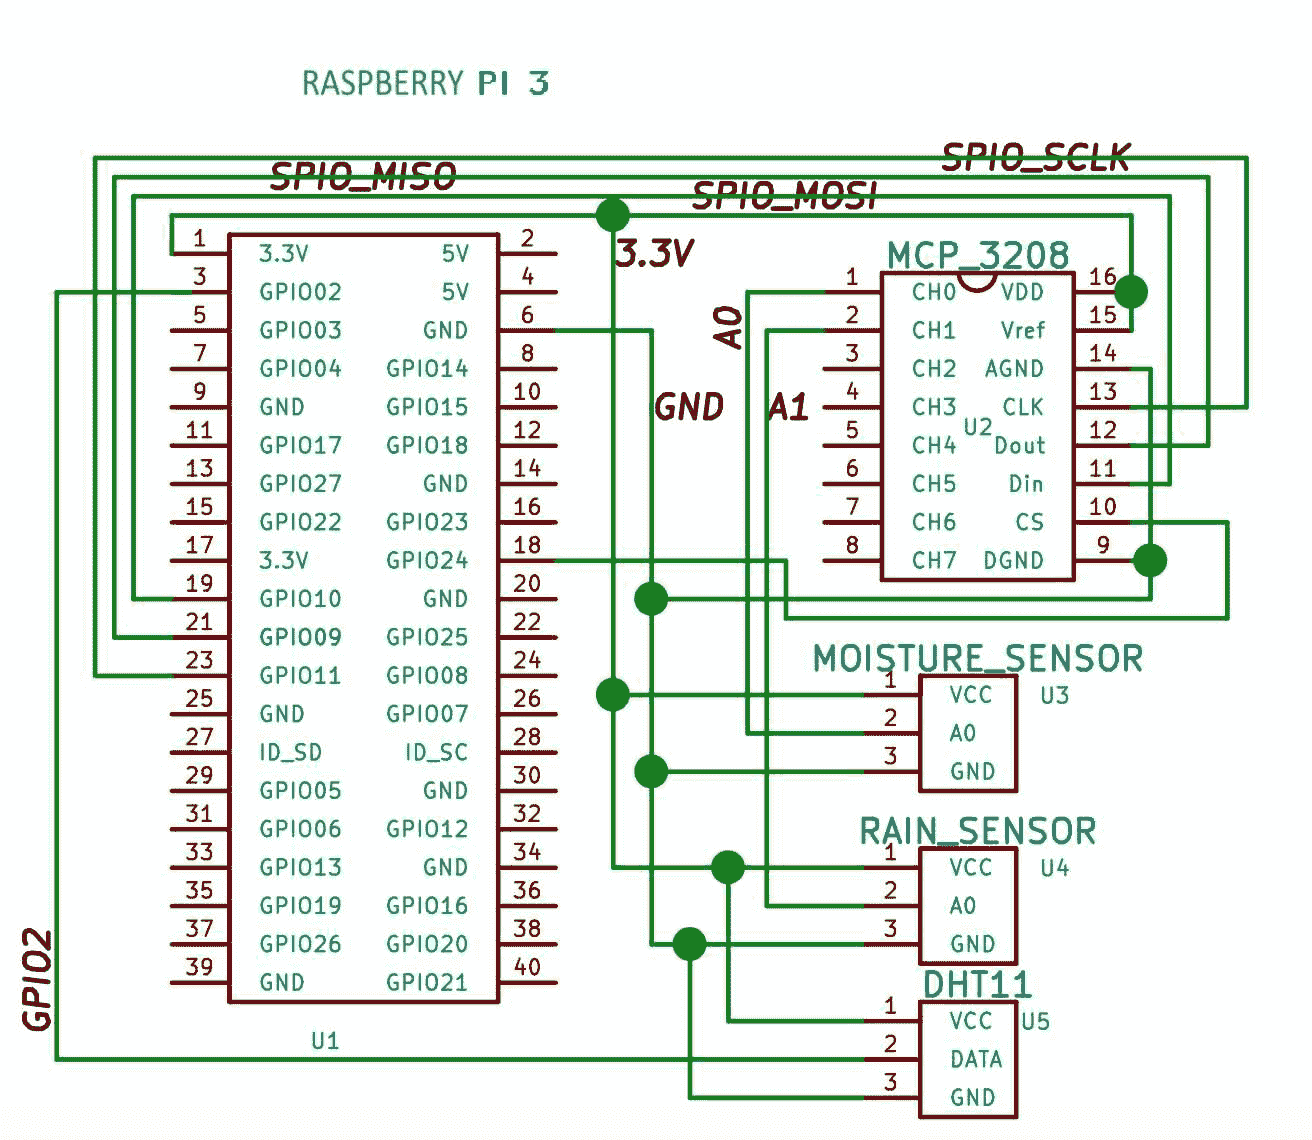 RASPBERRY PI 3
SPIO_SCLK
SPIO_MISO
SPIO_MOSI
3.3V
GND
A0
A1
GPIO2
1 3.3V 5V 2
3 GPIO02 5V 4
5 GPIO03 GND 6
7 GPIO04 GPIO14 8
9 GND GPIO15 10
11 GPIO17 GPIO18 12
13 GPIO27 GND 14
15 GPIO22 GPIO23 16
17 3.3V GPIO24 18
19 GPIO10 GND 20
21 GPIO09 GPIO25 22
23 GPIO11 GPIO08 24
25 GND GPIO07 26
27 ID_SD ID_SC 28
29 GPIO05 GND 30
31 GPIO06 GPIO12 32
33 GPIO13 GND 34
35 GPIO19 GPIO16 36
37 GPIO26 GPIO20 38
39 GND GPIO21 40
U1
MCP_3208
1 CH0 VDD 16
2 CH1 Vref 15
3 CH2 AGND 14
4 CH3 CLK 13
U2
5 CH4 Dout 12
6 CH5 Din 11
7 CH6 CS 10
8 CH7 DGND 9
MOISTURE_SENSOR
1 VCC U3
2 A0
3 GND
RAIN_SENSOR
1 VCC U4
2 A0
3 GND
DHT11
1 VCC U5
2 DATA
3 GND